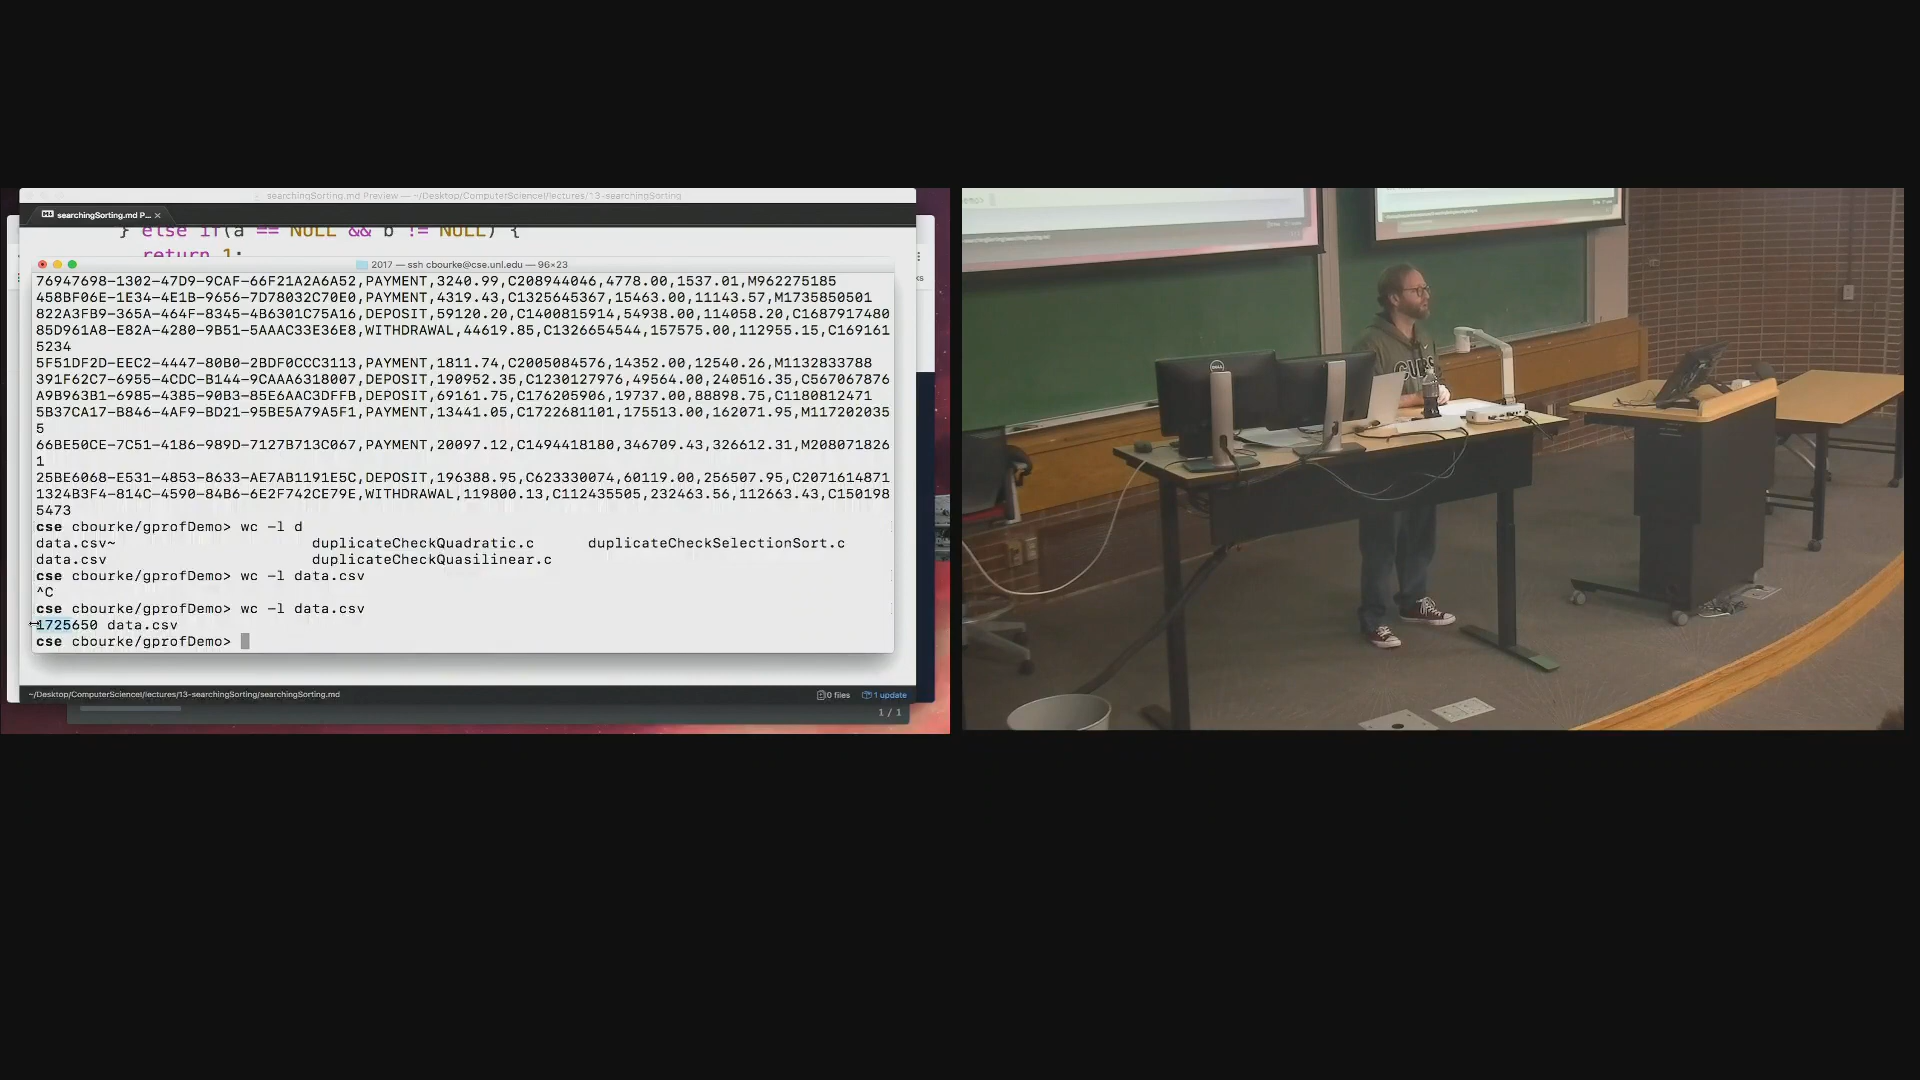 searchingSorting.md Preview — ~/Desktop/ComputerScienceI/lectures/13-searchingSorting
searchingSorting.md P...
} else if(a == NULL && b != NULL) {
return 1;
2017 — ssh cbourke@cse.unl.edu — 96×23
76947698-1302-47D9-9CAF-66F21A2A6A52,PAYMENT,3240.99,C208944046,4778.00,1537.01,M962275185
458BF06E-1E34-4E1B-9656-7D78032C70E0,PAYMENT,4319.43,C1325645367,15463.00,11143.57,M1735850501
822A3FB9-365A-464F-8345-4B6301C75A16,DEPOSIT,59120.20,C1400815914,54938.00,114058.20,C1687917480
85D961A8-E82A-4280-9B51-5AAAC33E36E8,WITHDRAWAL,44619.85,C1326654544,157575.00,112955.15,C169161
5234
5F51DF2D-EEC2-4447-80B0-2BDF0CCC3113,PAYMENT,1811.74,C2005084576,14352.00,12540.26,M1132833788
391F62C7-6955-4CDC-B144-9CAAA6318007,DEPOSIT,190952.35,C1230127976,49564.00,240516.35,C567067876
A9B963B1-6985-4385-90B3-85E6AAC3DFFB,DEPOSIT,69161.75,C176205906,19737.00,88898.75,C1180812471
5B37CA17-B846-4AF9-BD21-95BE5A79A5F1,PAYMENT,13441.05,C1722681101,175513.00,162071.95,M117202035
5
66BE50CE-7C51-4186-989D-7127B713C067,PAYMENT,20097.12,C1494418180,346709.43,326612.31,M208071826
1
25BE6068-E531-4853-8633-AE7AB1191E5C,DEPOSIT,196388.95,C623330074,60119.00,256507.95,C2071614871
1324B3F4-814C-4590-84B6-6E2F742CE79E,WITHDRAWAL,119800.13,C112435505,232463.56,112663.43,C150198
5473
cse cbourke/gprofDemo> wc -l d
data.csv~ duplicateCheckQuadratic.c duplicateCheckSelectionSort.c
data.csv duplicateCheckQuasilinear.c
cse cbourke/gprofDemo> wc -l data.csv
^C
cse cbourke/gprofDemo> wc -l data.csv
1725650 data.csv
cse cbourke/gprofDemo>
~/Desktop/ComputerScienceI/lectures/13-searchingSorting/searchingSorting.md
0 files
1 update
1 / 1
DELL
CUBS